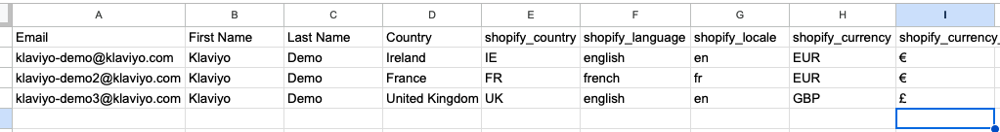 A B C D E F G H I
Email First Name Last Name Country shopify_country shopify_language shopify_locale shopify_currency shopify_currency_
klaviyo-demo@klaviyo.com Klaviyo Demo Ireland IE english en EUR €
klaviyo-demo2@klaviyo.com Klaviyo Demo France FR french fr EUR €
klaviyo-demo3@klaviyo.com Klaviyo Demo United Kingdom UK english en GBP £